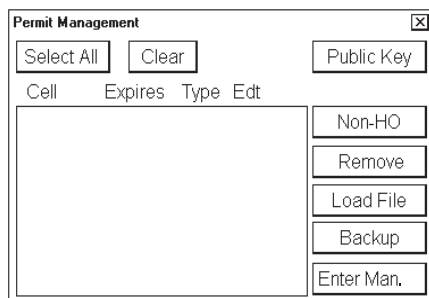 Permit Management
Select All Clear Public Key
Cell Expires Type Edt
Non-HO
Remove
Load File
Backup
Enter Man.